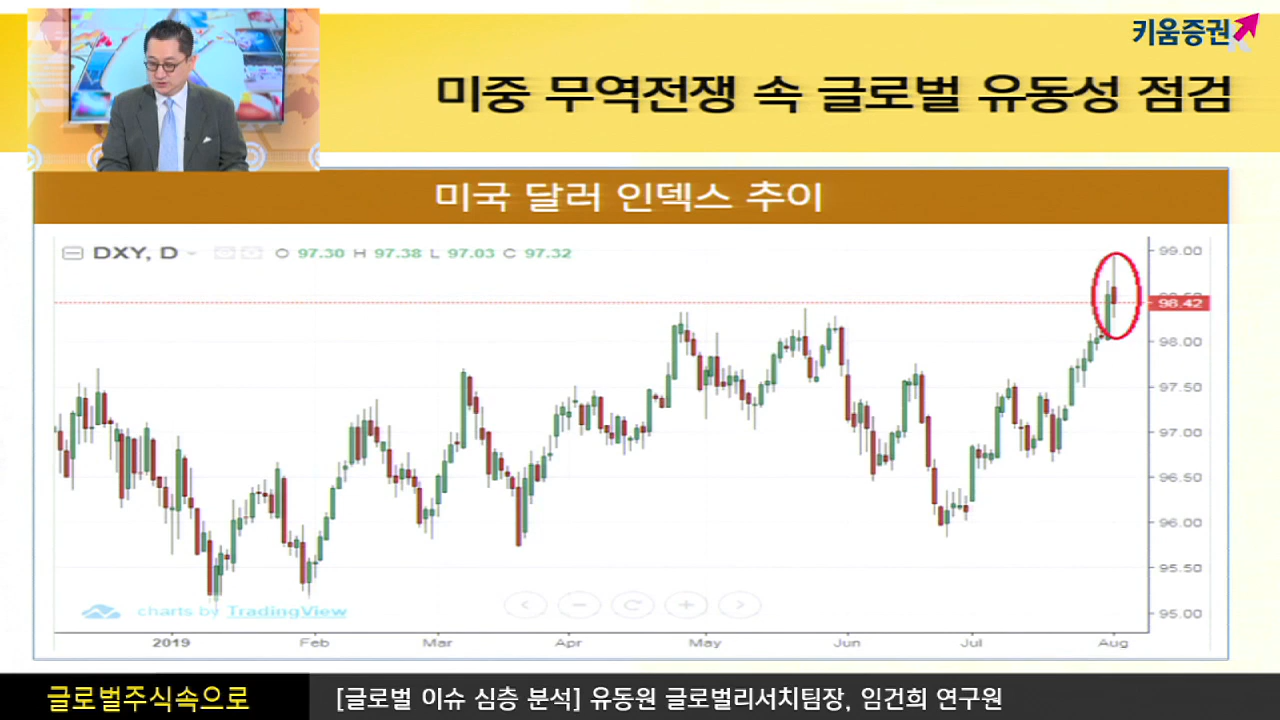 키움증권
미중 무역전쟁 속 글로벌 유동성 점검
미국 달러 인덱스 추이
DXY, D O 97.30 H 97.38 L 97.03 C 97.32
99.00
98.42
98.00
97.50
97.00
96.50
96.00
95.50
95.00
charts by TradingView
2019 Feb Mar Apr May Jun Jul Aug
글로벌주식속으로
[글로벌 이슈 심층 분석] 유동원 글로벌리서치팀장, 임건희 연구원